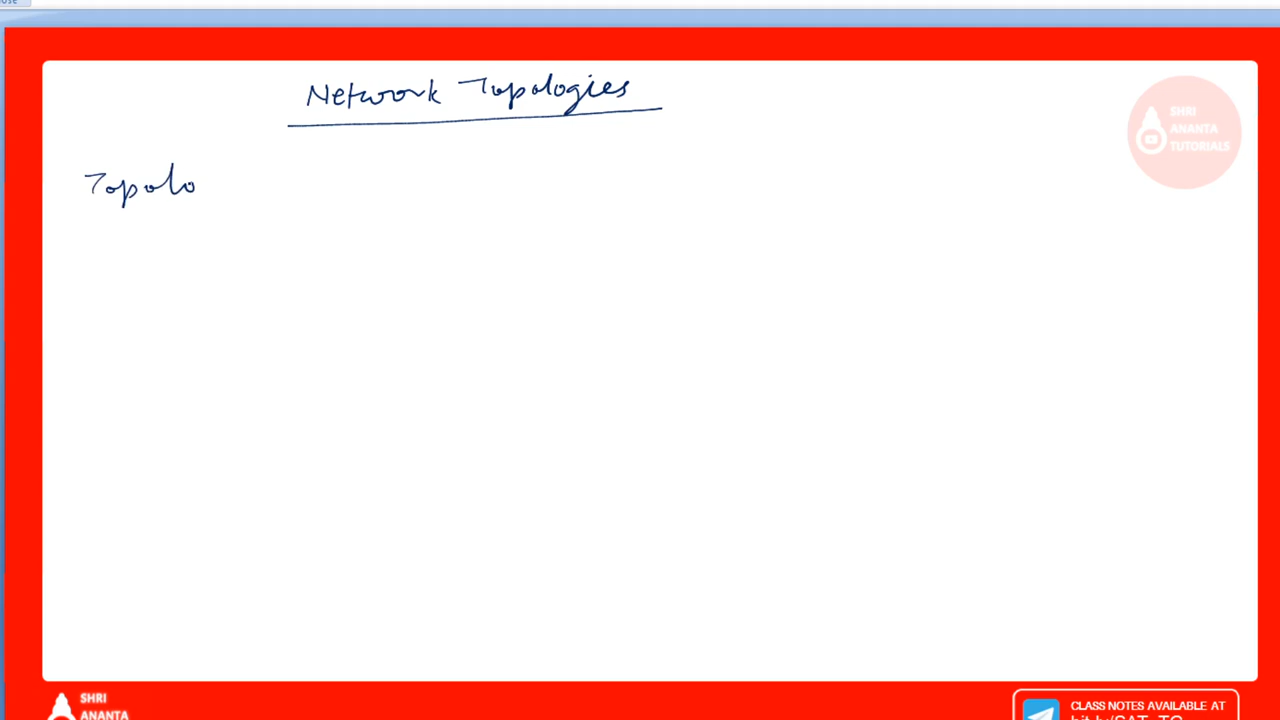 Network Topologies
SHRI
ANANTA
TUTORIALS
Topolo
SHRI
ANANTA
CLASS NOTES AVAILABLE AT